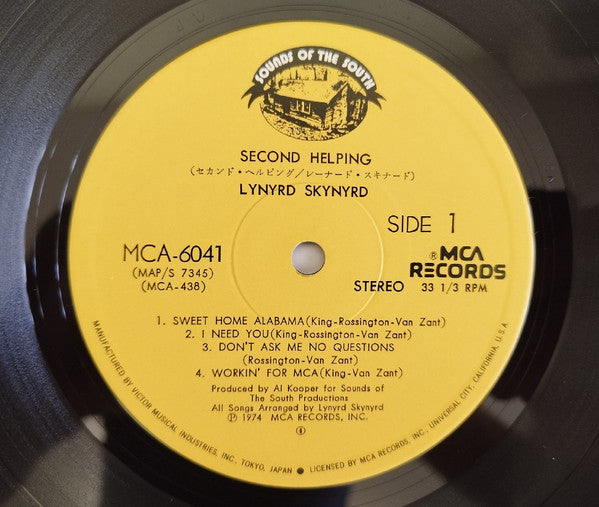 SOUNDS OF THE SOUTH
SECOND HELPING
(セカンド・ヘルピング/レーナード・スキナード)
LYNYRD SKYNYRD
SIDE 1
MCA-6041
(MAP/S 7345)
(MCA-438)
®MCA
RECORDS
STEREO 33 1/3 RPM
1. SWEET HOME ALABAMA(King-Rossington-Van Zant)
2. I NEED YOU(King-Rossington-Van Zant)
3. DON'T ASK ME NO QUESTIONS
(Rossington-Van Zant)
4. WORKIN' FOR MCA(King-Van Zant)
Produced by Al Kooper for Sounds of
The South Productions
All Songs Arranged by Lynyrd Skynyrd
Ⓟ 1974 MCA RECORDS, INC.
④
MANUFACTURED BY VICTOR MUSICAL INDUSTRIES, INC., TOKYO, JAPAN ● LICENSED BY MCA RECORDS, INC., UNIVERSAL CITY, CALIFORNIA, U.S.A.